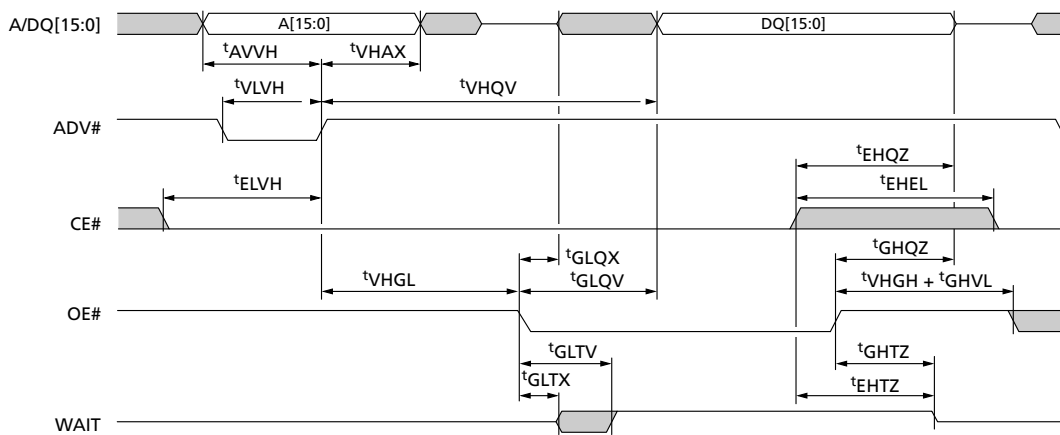 A/DQ[15:0]
A[15:0]
DQ[15:0]
tAVVH
tVHAX
tVLVH
tVHQV
ADV#
tEHQZ
tELVH
tEHEL
CE#
tGLQX
tGHQZ
tVHGL
tGLQV
tVHGH + tGHVL
OE#
tGLTV
tGHTZ
tGLTX
tEHTZ
WAIT